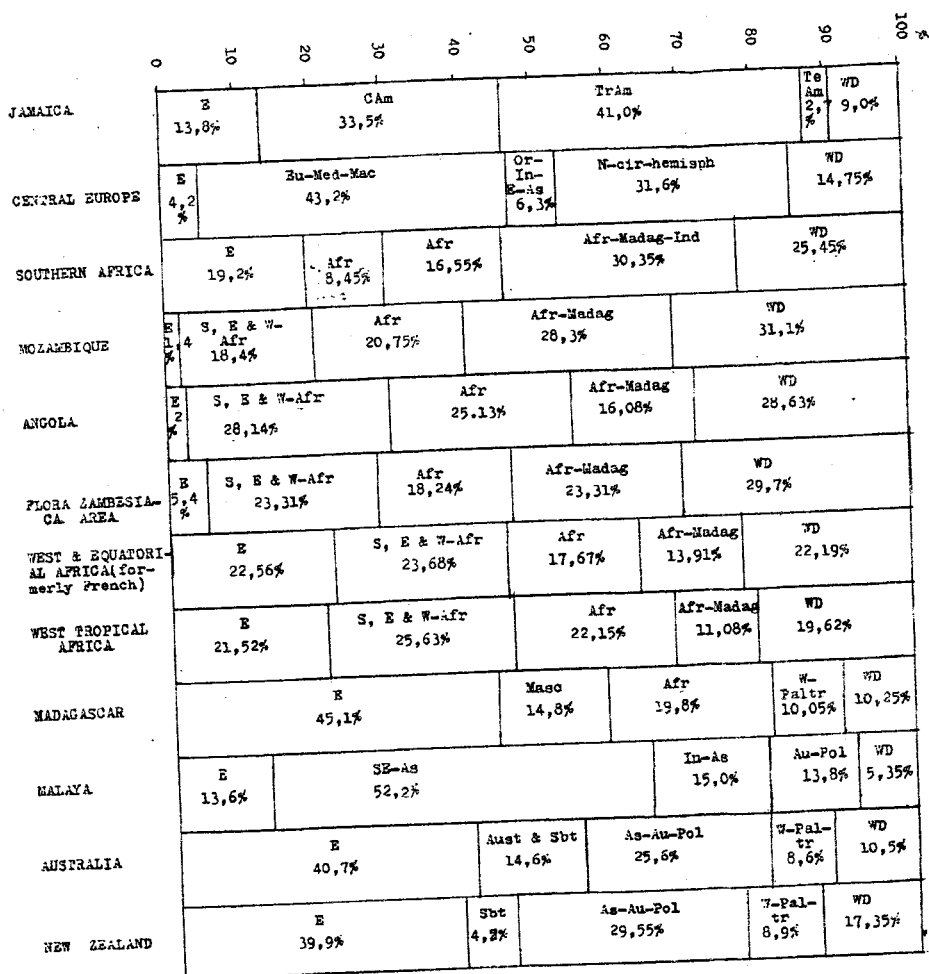 0 10 20 30 40 50 60 70 80 90 100 %
JAMAICA
E
13,8%
CAm
33,5%
TrAm
41,0%
Te
Am
2,7
%
WD
9,0%
CENTRAL EUROPE
E
4,2
%
Eu-Med-Mac
43,2%
Or-
In-
E-As
6,3%
N-cir-hemisph
31,6%
WD
14,75%
SOUTHERN AFRICA
E
19,2%
Afr
8,45%
Afr
16,55%
Afr-Madag-Ind
30,35%
WD
25,45%
MOZAMBIQUE
E
1,4
%
S, E & W-
Afr
18,4%
Afr
20,75%
Afr-Madag
28,3%
WD
31,1%
ANGOLA
E
2
%
S, E & W-Afr
28,14%
Afr
25.13%
Afr-Madag
16,08%
WD
28,63%
FLORA ZAMBESIA-
CA AREA
E
5,4
%
S, E & W-Afr
23,31%
Afr
18,24%
Afr-Madag
23,31%
WD
29,7%
WEST & EQUATORI-
AL AFRICA(for-
merly French)
E
22,56%
S, E & W-Afr
23,68%
Afr
17,67%
Afr-Madag
13,91%
WD
22,19%
WEST TROPICAL
AFRICA
E
21,52%
S, E & W-Afr
25,63%
Afr
22,15%
Afr-Madag
11,08%
WD
19,62%
MADAGASCAR
E
45,1%
Masc
14,8%
Afr
19,8%
W-
Paltr
10,05%
WD
10,25%
MALAYA
E
13,6%
SE-As
52,2%
In-As
15,0%
Au-Pol
13,8%
WD
5,35%
AUSTRALIA
E
40,7%
Aust & Sbt
14,6%
As-Au-Pol
25,6%
W-Pal-
tr
8,6%
WD
10,5%
NEW ZEALAND
E
39,9%
Sbt
4,2%
As-Au-Pol
29,55%
W-Pal-
tr
8,9%
WD
17,35%